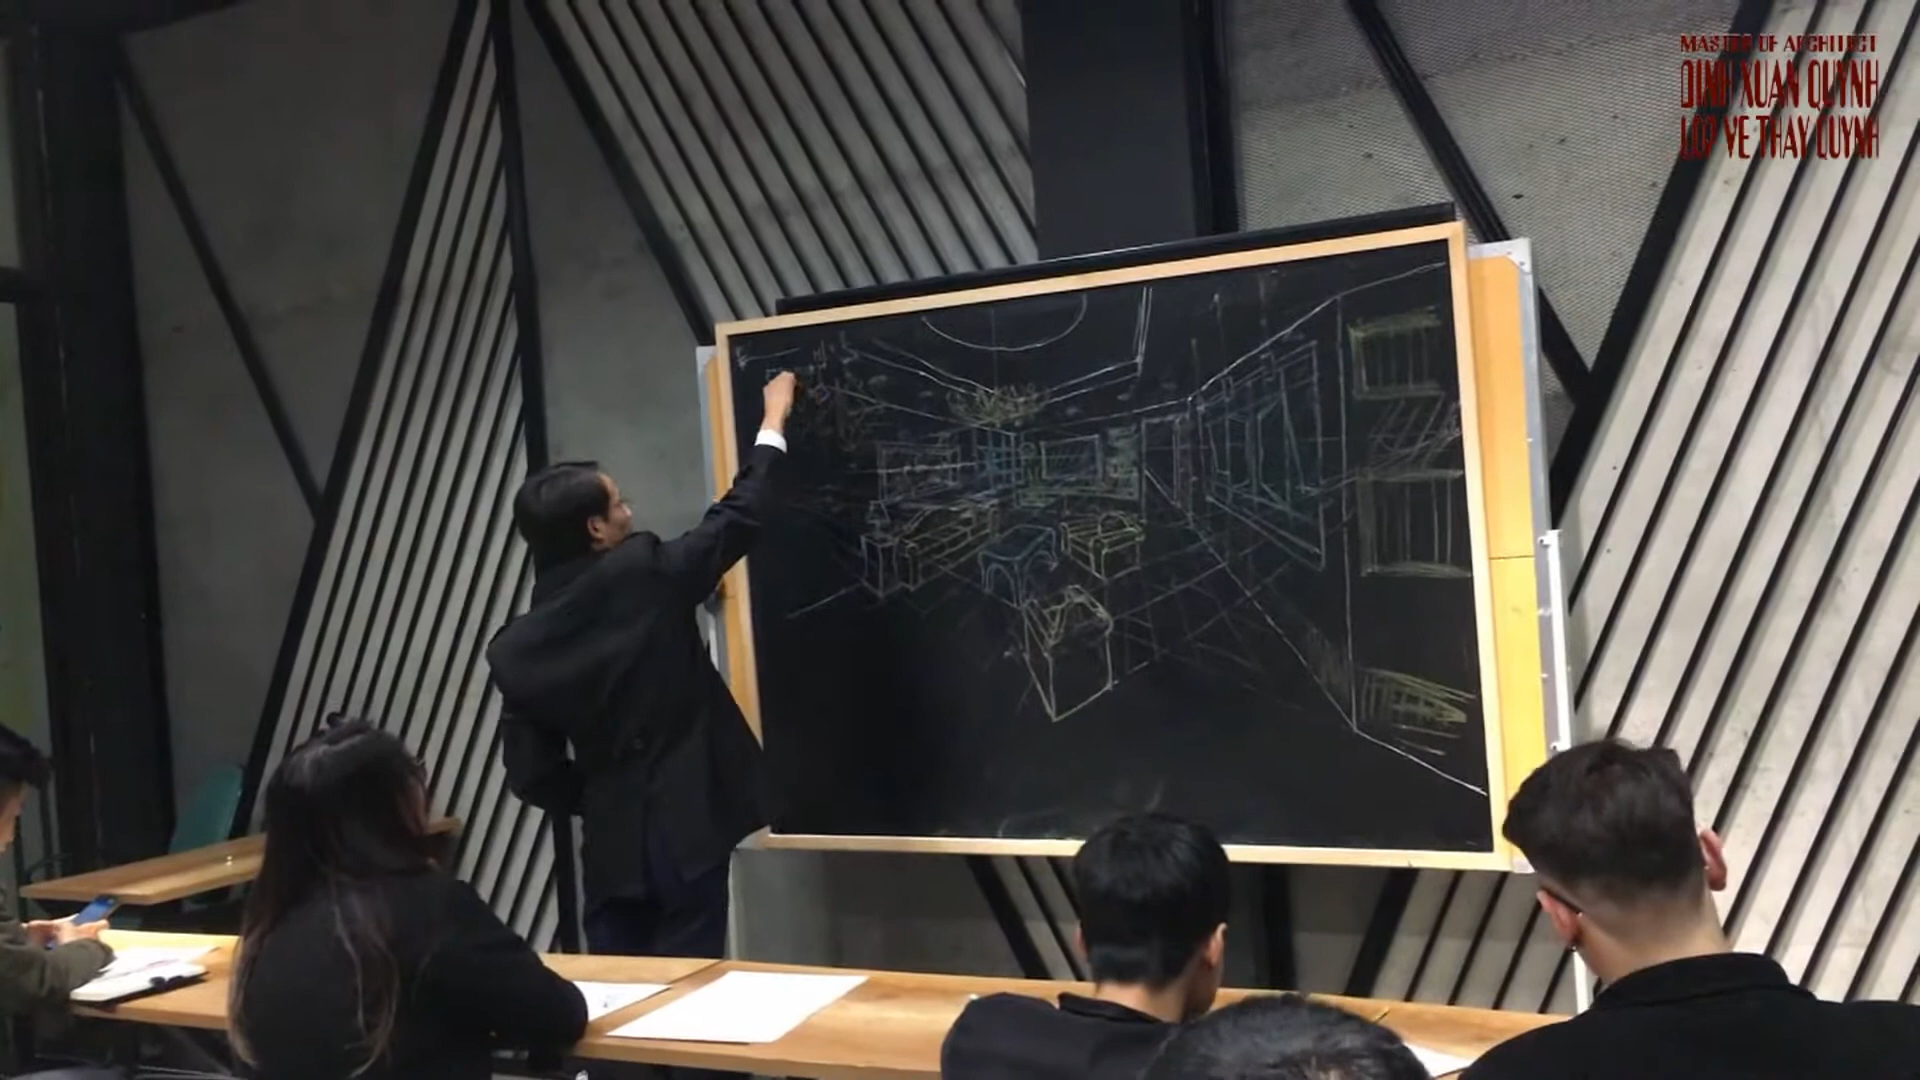 MASTER OF ARCHITECT
DINH XUAN QUYNH
LOP VE THAY QUYNH